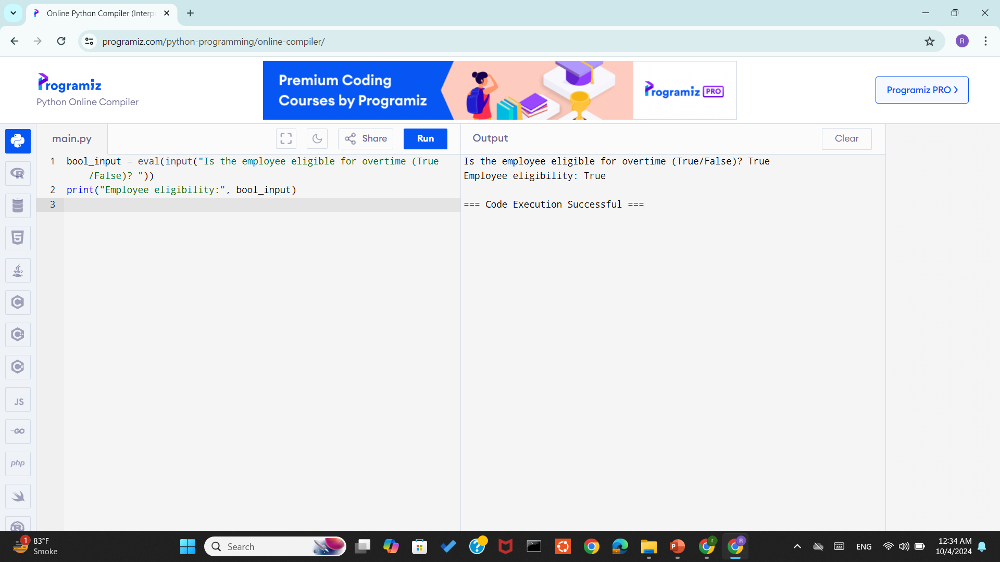 Online Python Compiler (Interp
programiz.com/python-programming/online-compiler/
R
Programiz
Python Online Compiler
Premium Coding
Courses by Programiz
Programiz PRO
Programiz PRO
main.py
Share
Run
Output
Clear
1 bool_input = eval(input("Is the employee eligible for overtime (True
/False)? "))
2 print("Employee eligibility:", bool_input)
3
Is the employee eligible for overtime (True/False)? True
Employee eligibility: True
=== Code Execution Successful ===
R
5
C
C
C
JS
GO
php
R
1
83°F
Smoke
Search
P
r
R
ENG
12:34 AM
10/4/2024